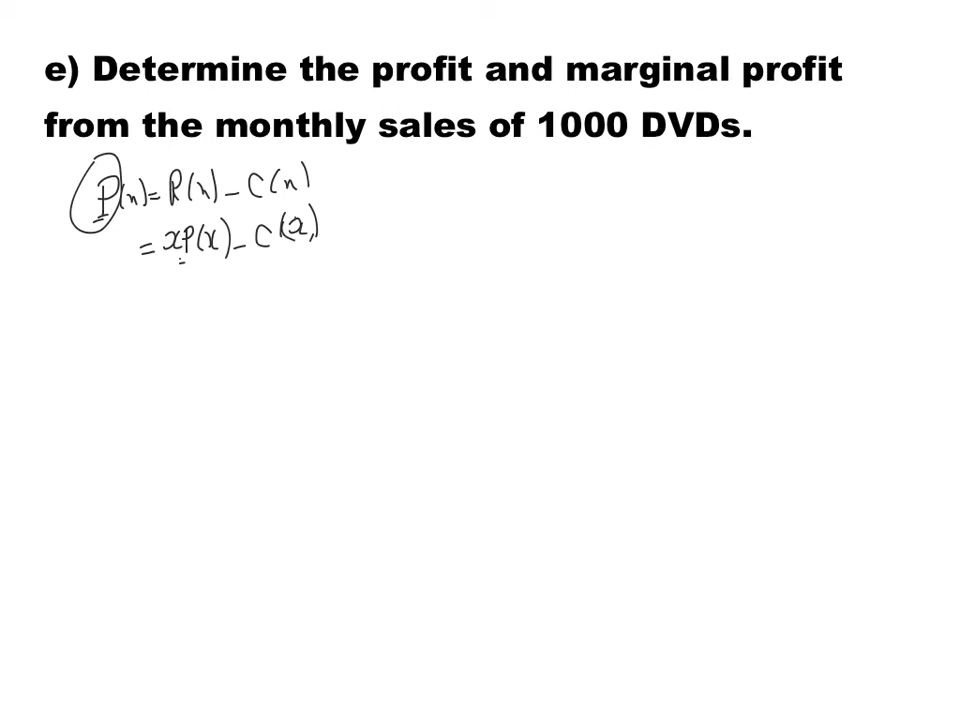 e) Determine the profit and marginal profit
from the monthly sales of 1000 DVDs.
P(x) = R(x) - C(x)
= xp(x) - C(x)